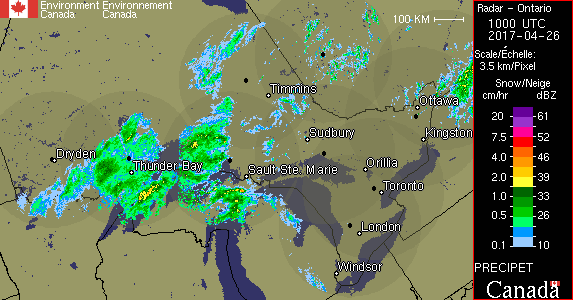 Environment Environnement
Canada Canada
100 KM
Timmins
Ottawa
Sudbury
Kingston
Dryden
Thunder Bay
Sault Ste. Marie
Orillia
Toronto
London
Windsor
Radar - Ontario
1000 UTC
2017-04-26
Scale/Échelle:
3.5 km/Pixel
Snow/Neige
cm/hr dBZ
20 61
7.5 52
4.0 46
2.0 39
1.0 33
0.5 26
0.1 10
PRECIPET
Canada